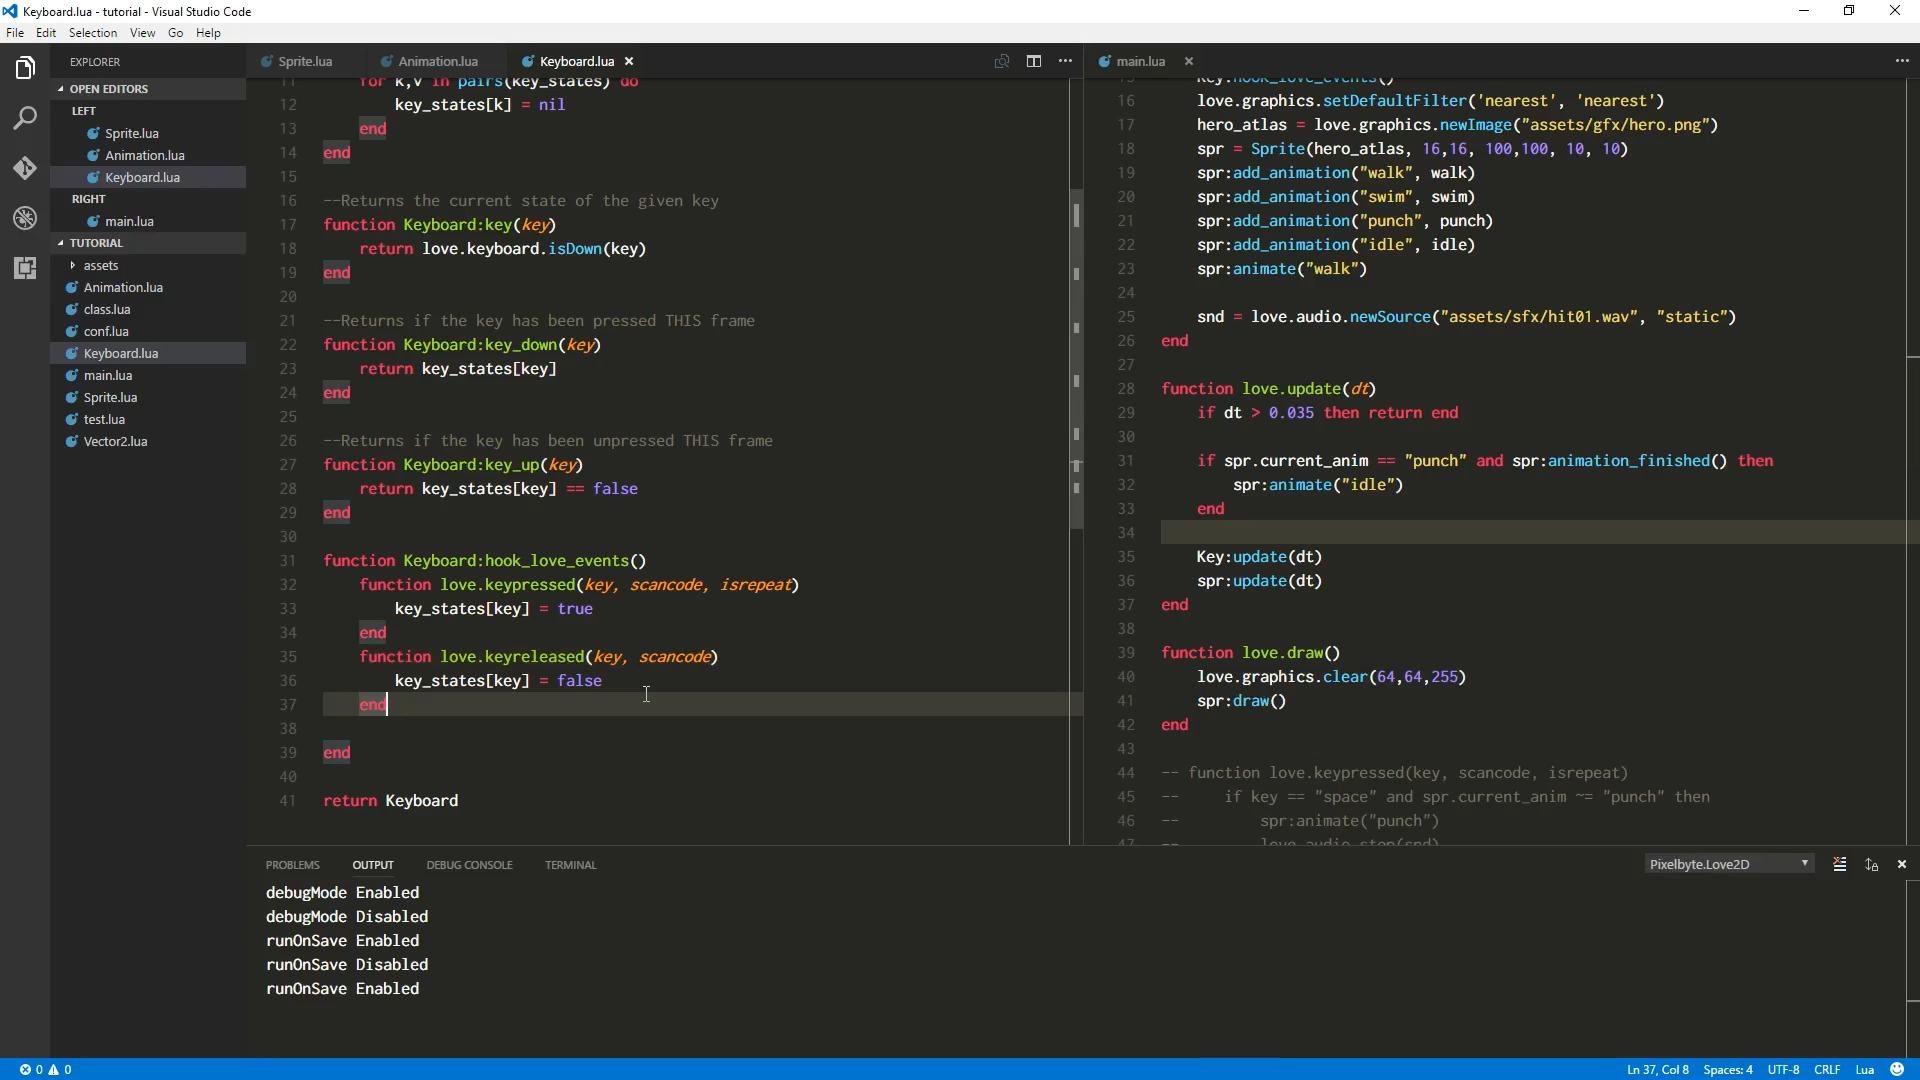 Keyboard.lua - tutorial - Visual Studio Code
File Edit Selection View Go Help
EXPLORER
OPEN EDITORS
LEFT
Sprite.lua
Animation.lua
Keyboard.lua
RIGHT
main.lua
TUTORIAL
assets
Animation.lua
class.lua
conf.lua
Keyboard.lua
main.lua
Sprite.lua
test.lua
Vector2.lua
Sprite.lua Animation.lua Keyboard.lua
11 for k,v in pairs(key_states) do
12 key_states[k] = nil
13 end
14 end
15
16 --Returns the current state of the given key
17 function Keyboard:key(key)
18 return love.keyboard.isDown(key)
19 end
20
21 --Returns if the key has been pressed THIS frame
22 function Keyboard:key_down(key)
23 return key_states[key]
24 end
25
26 --Returns if the key has been unpressed THIS frame
27 function Keyboard:key_up(key)
28 return key_states[key] == false
29 end
30
31 function Keyboard:hook_love_events()
32 function love.keypressed(key, scancode, isrepeat)
33 key_states[key] = true
34 end
35 function love.keyreleased(key, scancode)
36 key_states[key] = false
37 end
38
39 end
40
41 return Keyboard
main.lua
15 Key:hook_love_events()
16 love.graphics.setDefaultFilter('nearest', 'nearest')
17 hero_atlas = love.graphics.newImage("assets/gfx/hero.png")
18 spr = Sprite(hero_atlas, 16,16, 100,100, 10, 10)
19 spr:add_animation("walk", walk)
20 spr:add_animation("swim", swim)
21 spr:add_animation("punch", punch)
22 spr:add_animation("idle", idle)
23 spr:animate("walk")
24
25 snd = love.audio.newSource("assets/sfx/hit01.wav", "static")
26 end
27
28 function love.update(dt)
29 if dt > 0.035 then return end
30
31 if spr.current_anim == "punch" and spr:animation_finished() then
32 spr:animate("idle")
33 end
34
35 Key:update(dt)
36 spr:update(dt)
37 end
38
39 function love.draw()
40 love.graphics.clear(64,64,255)
41 spr:draw()
42 end
43
44 -- function love.keypressed(key, scancode, isrepeat)
45 -- if key == "space" and spr.current_anim ~= "punch" then
46 -- spr:animate("punch")
47 -- love.audio.stop(snd)
PROBLEMS OUTPUT DEBUG CONSOLE TERMINAL
Pixelbyte.Love2D
debugMode Enabled
debugMode Disabled
runOnSave Enabled
runOnSave Disabled
runOnSave Enabled
0 0
Ln 37, Col 8 Spaces: 4 UTF-8 CRLF Lua